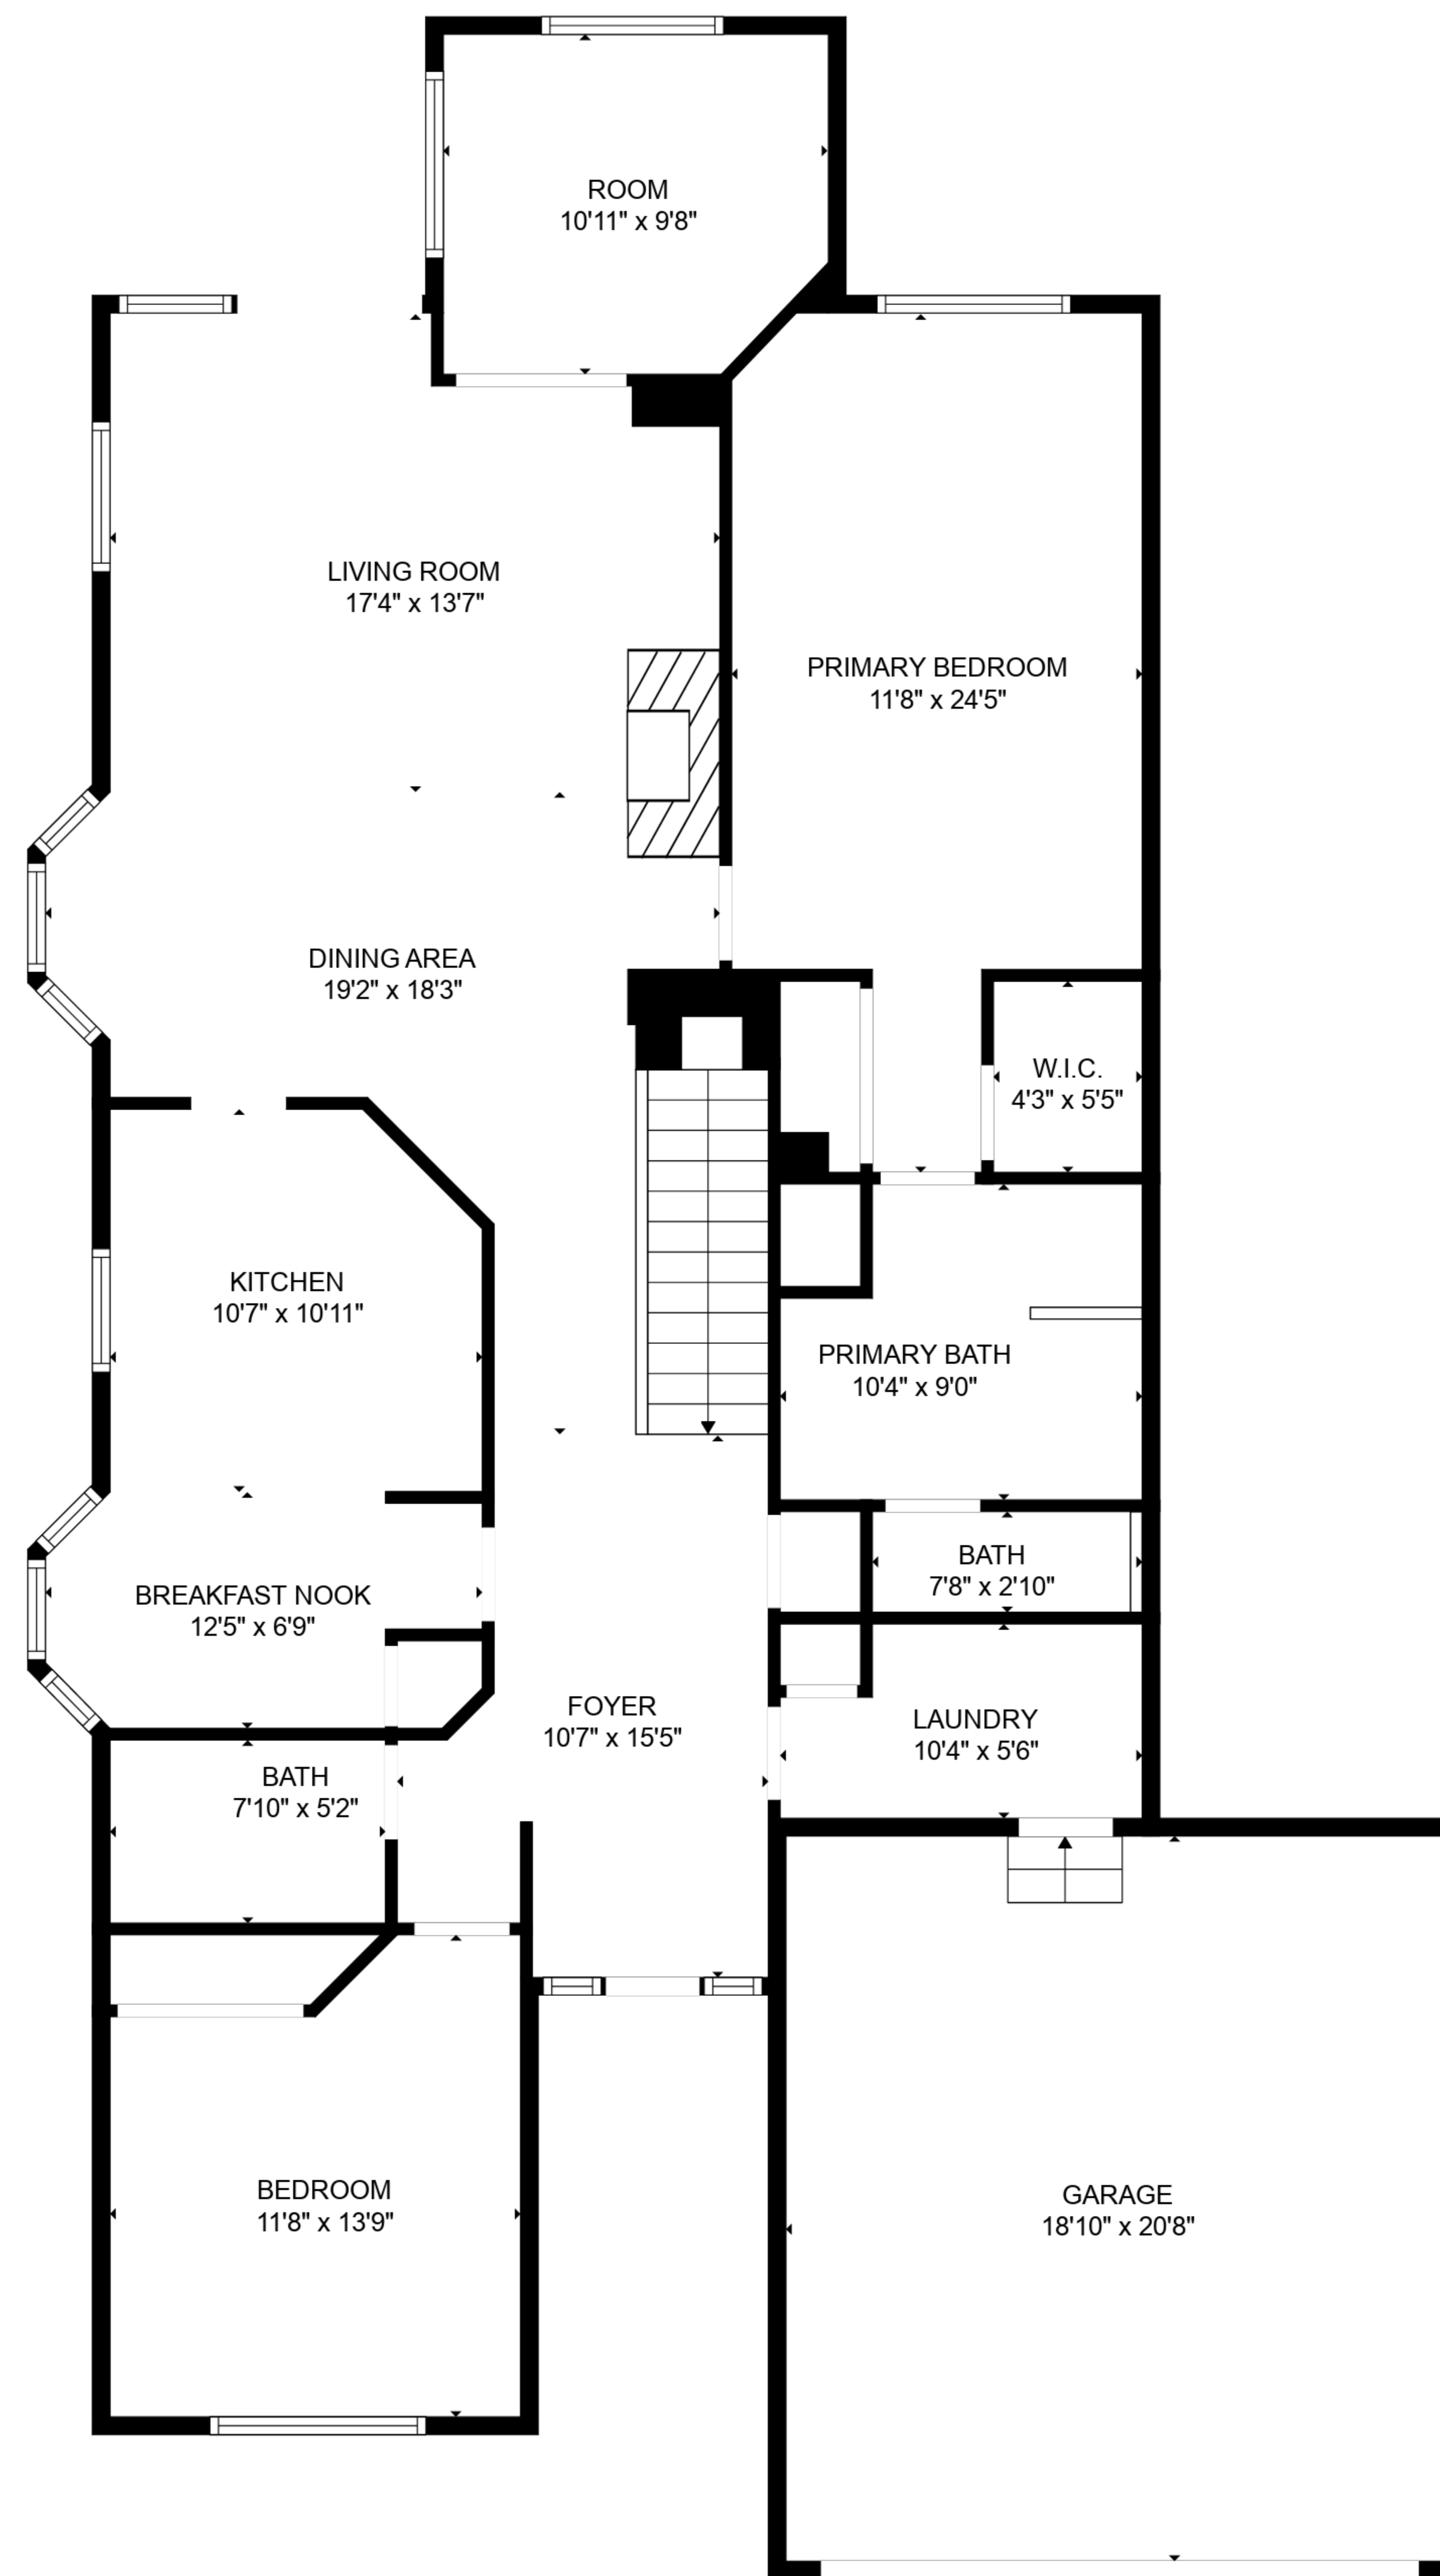 ROOM
10'11" x 9'8"
LIVING ROOM
17'4" x 13'7"
PRIMARY BEDROOM
11'8" x 24'5"
DINING AREA
19'2" x 18'3"
W.I.C.
4'3" x 5'5"
KITCHEN
10'7" x 10'11"
PRIMARY BATH
10'4" x 9'0"
BATH
7'8" x 2'10"
BREAKFAST NOOK
12'5" x 6'9"
FOYER
10'7" x 15'5"
LAUNDRY
10'4" x 5'6"
BATH
7'10" x 5'2"
BEDROOM
11'8" x 13'9"
GARAGE
18'10" x 20'8"